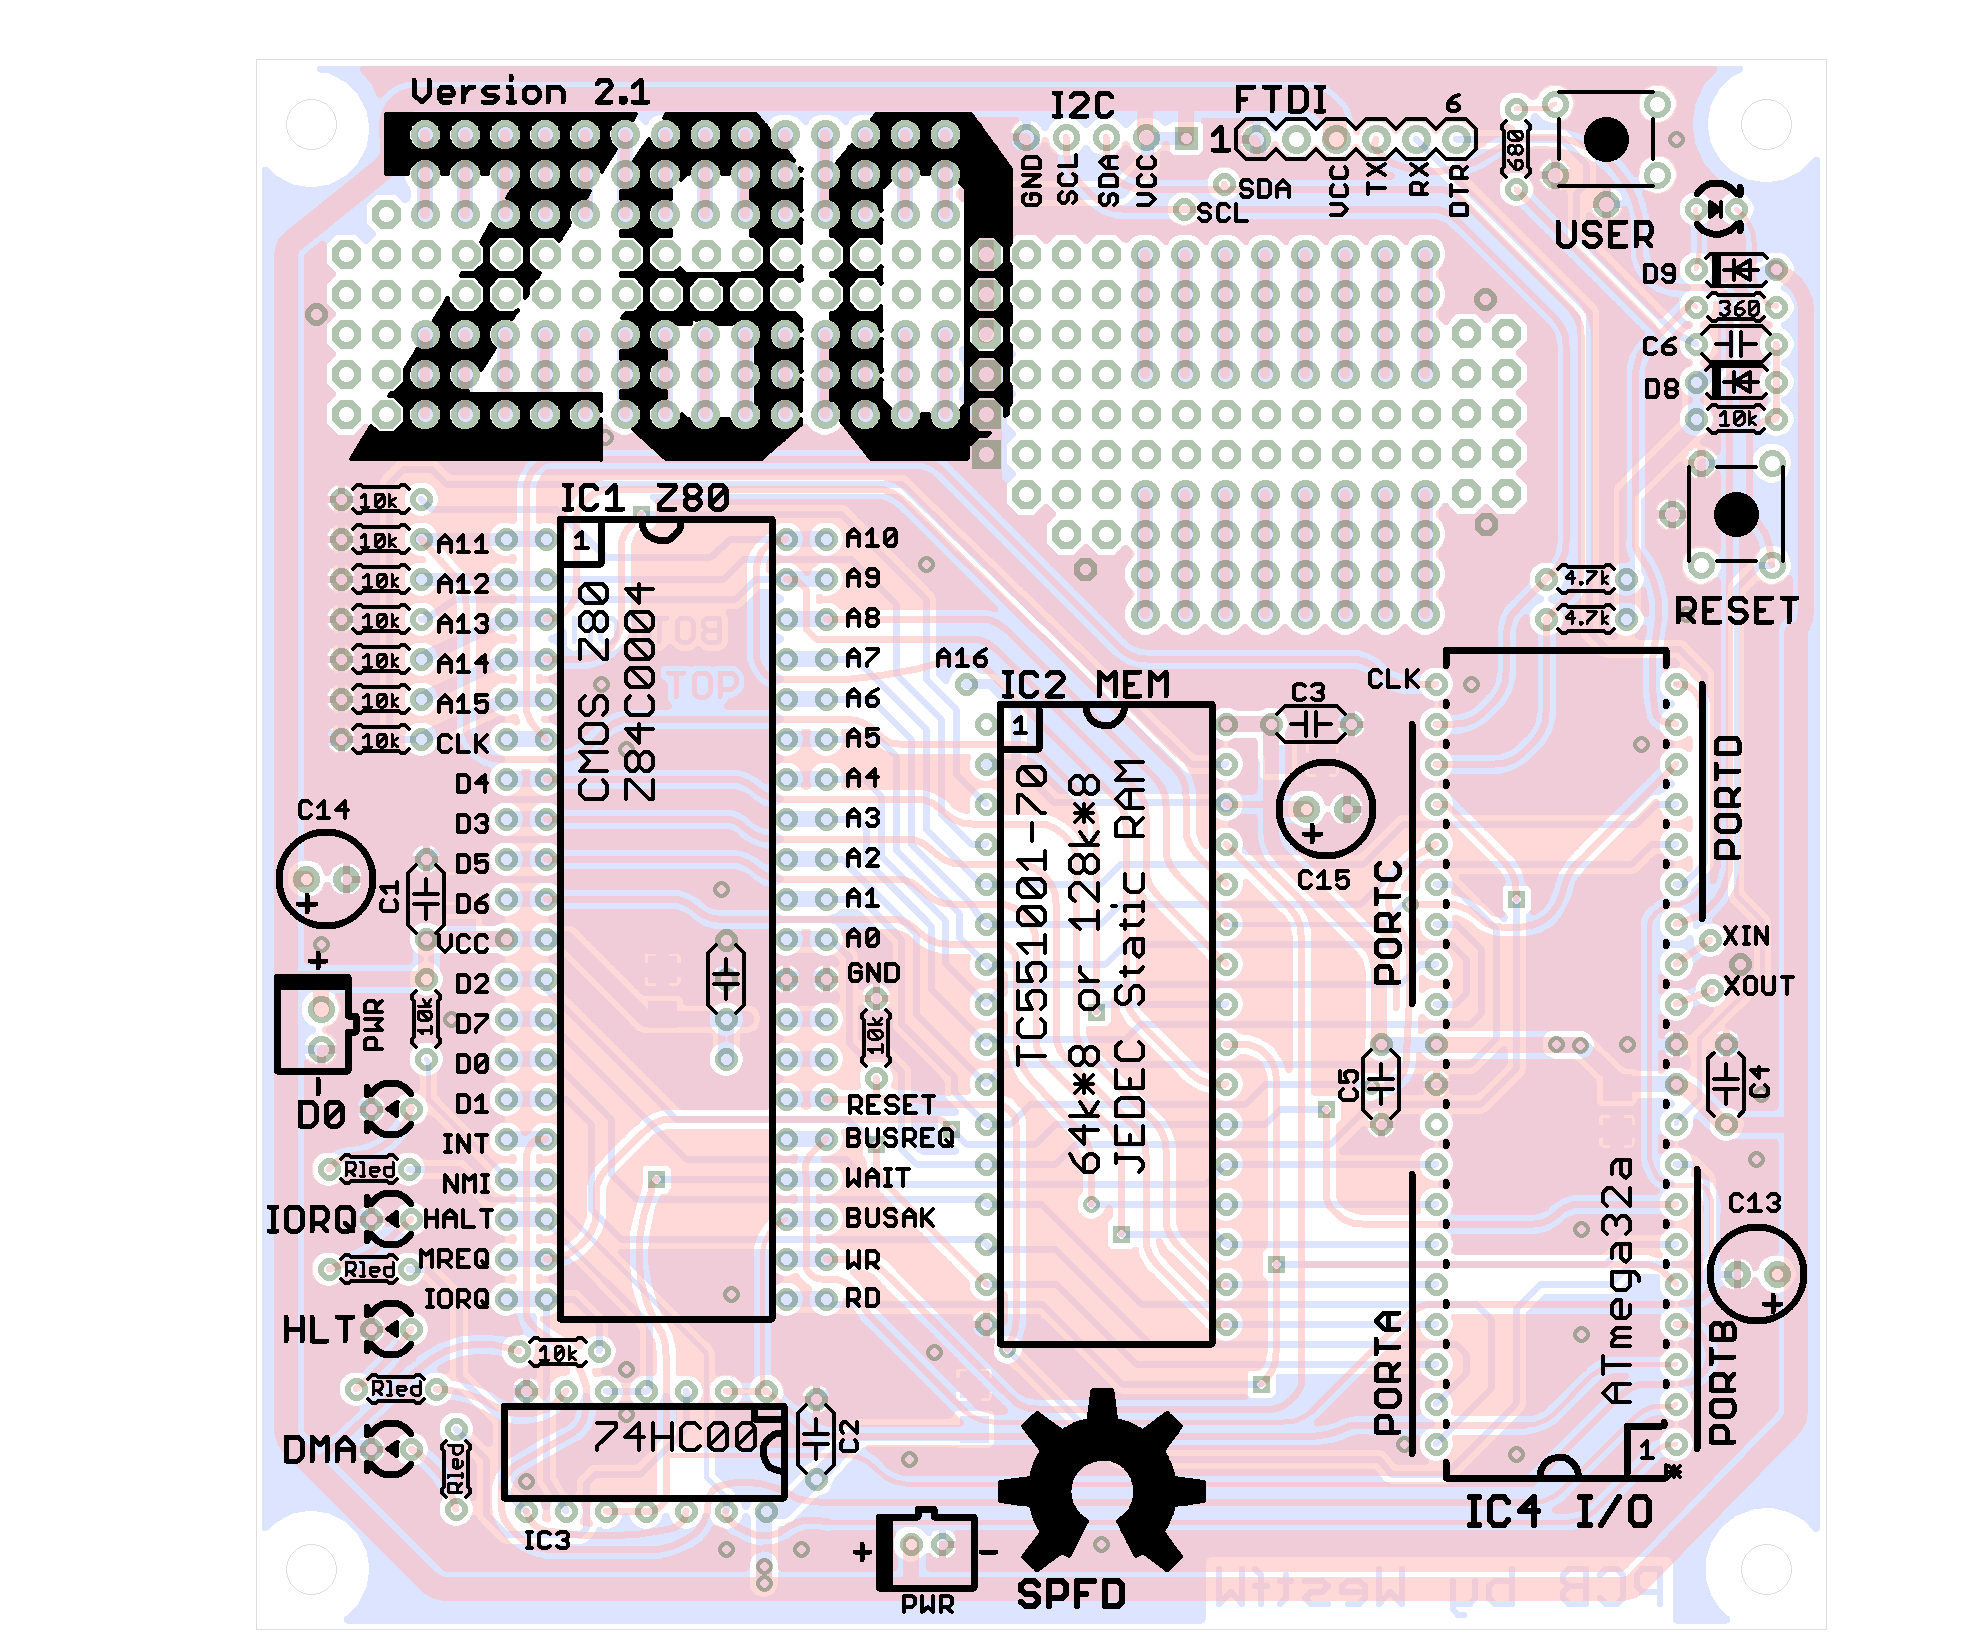 Version 2.1
Z80
I2C
GND
SCL
SDA
VCC
SDA
SCL
FTDI
1
6
VCC
TX
RX
DTR
680
USER
D9
360
C6
D8
10k
RESET
4.7k
4.7k
10k
10k
10k
10k
10k
10k
10k
IC1 Z80
1
CMOS Z80
Z84C0004
BOT
TOP
A11
A12
A13
A14
A15
CLK
D4
D3
D5
D6
VCC
D2
D7
D0
D1
INT
NMI
HALT
MREQ
IORQ
A10
A9
A8
A7
A6
A5
A4
A3
A2
A1
A0
GND
RESET
BUSREQ
WAIT
BUSAK
WR
RD
10k
A16
IC2 MEM
1
TC551001-70
64k*8 or 128k*8
JEDEC Static RAM
C3
+
C15
CLK
PORTC
PORTD
XIN
XOUT
C5
C4
PORTA
PORTB
C13
+
ATmega32a
1
*
IC4 I/O
C14
+
C1
+
PWR
-
10k
D0
Rled
IORQ
Rled
HLT
Rled
DMA
Rled
10k
74HC00
C2
IC3
+
-
PWR
SPFD
PCB by MestfM